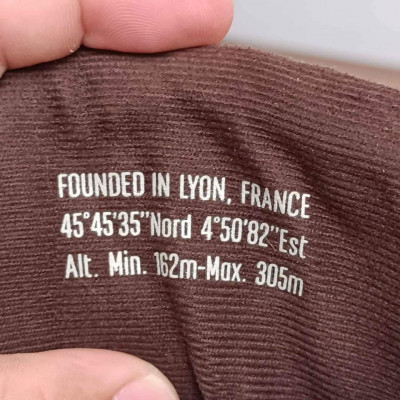 FOUNDED IN LYON, FRANCE
45°45'35"Nord 4°50'82"Est
Alt. Min. 162m-Max. 305m